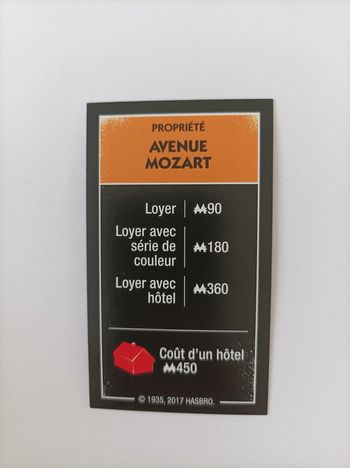 PROPRIÉTÉ
AVENUE
MOZART
Loyer ₩90
Loyer avec
série de
couleur ₩180
Loyer avec
hôtel ₩360
Coût d'un hôtel
₩450
© 1935, 2017 HASBRO.